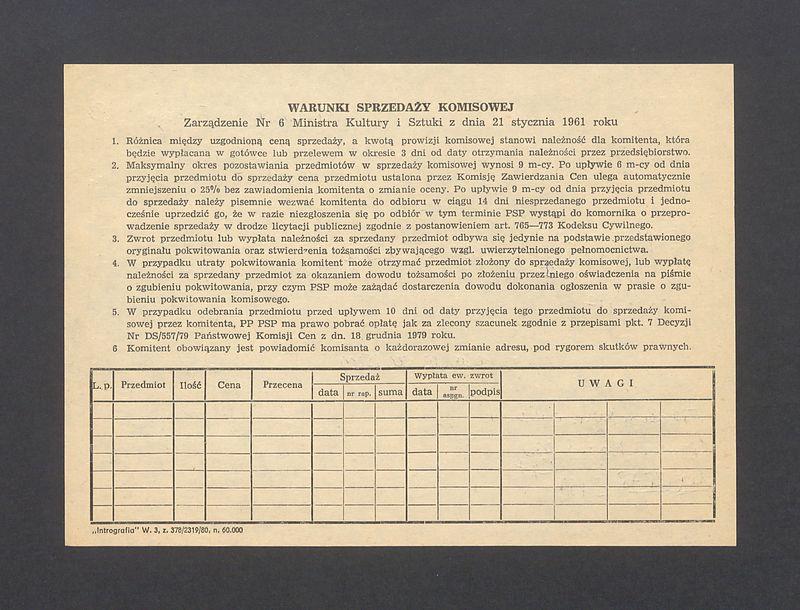 WARUNKI SPRZEDAŻY KOMISOWEJ
Zarządzenie Nr 6 Ministra Kultury i Sztuki z dnia 21 stycznia 1961 roku
1. Różnica między uzgodnioną ceną sprzedaży, a kwotą prowizji komisowej stanowi należność dla komitenta, która
będzie wypłacana w gotówce lub przelewem w okresie 3 dni od daty otrzymania należności przez przedsiębiorstwo.
2. Maksymalny okres pozostawiania przedmiotów w sprzedaży komisowej wynosi 9 m-cy. Po upływie 6 m-cy od dnia
przyjęcia przedmiotu do sprzedaży cena przedmiotu ustalona przez Komisję Zawierdzania Cen ulega automatycznie
zmniejszeniu o 25% bez zawiadomienia komitenta o zmianie oceny. Po upływie 9 m-cy od dnia przyjęcia przedmiotu
do sprzedaży należy pisemnie wezwać komitenta do odbioru w ciągu 14 dni niesprzedanego przedmiotu i jedno-
cześnie uprzedzić go, że w razie niezgłoszenia się po odbiór w tym terminie PSP wystąpi do komornika o przepro-
wadzenie sprzedaży w drodze licytacji publicznej zgodnie z postanowieniem art. 765—773 Kodeksu Cywilnego.
3. Zwrot przedmiotu lub wypłata należności za sprzedany przedmiot odbywa się jedynie na podstawie przedstawionego
oryginału pokwitowania oraz stwierdzenia tożsamości zbywającego wzgl. uwierzytelnionego pełnomocnictwa.
4. W przypadku utraty pokwitowania komitent może otrzymać przedmiot złożony do sprzedaży komisowej, lub wypłatę
należności za sprzedany przedmiot za okazaniem dowodu tożsamości po złożeniu przez niego oświadczenia na piśmie
o zgubieniu pokwitowania, przy czym PSP może zażądać dostarczenia dowodu dokonania ogłoszenia w prasie o zgu-
bieniu pokwitowania komisowego.
5. W przypadku odebrania przedmiotu przed upływem 10 dni od daty przyjęcia tego przedmiotu do sprzedaży komi-
sowej przez komitenta, PP PSP ma prawo pobrać opłatę jak za zlecony szacunek zgodnie z przepisami pkt. 7 Decyzji
Nr DS/557/79 Państwowej Komisji Cen z dn. 18 grudnia 1979 roku.
6 Komitent obowiązany jest powiadomić komisanta o każdorazowej zmianie adresu, pod rygorem skutków prawnych.
L. p. Przedmiot Ilość Cena Przecena Sprzedaż Wypłata ew. zwrot UWAGI
data nr rap. suma data nr aspgn. podpis
„Intrografia" W. 3, z. 378/2319/80, n. 60.000